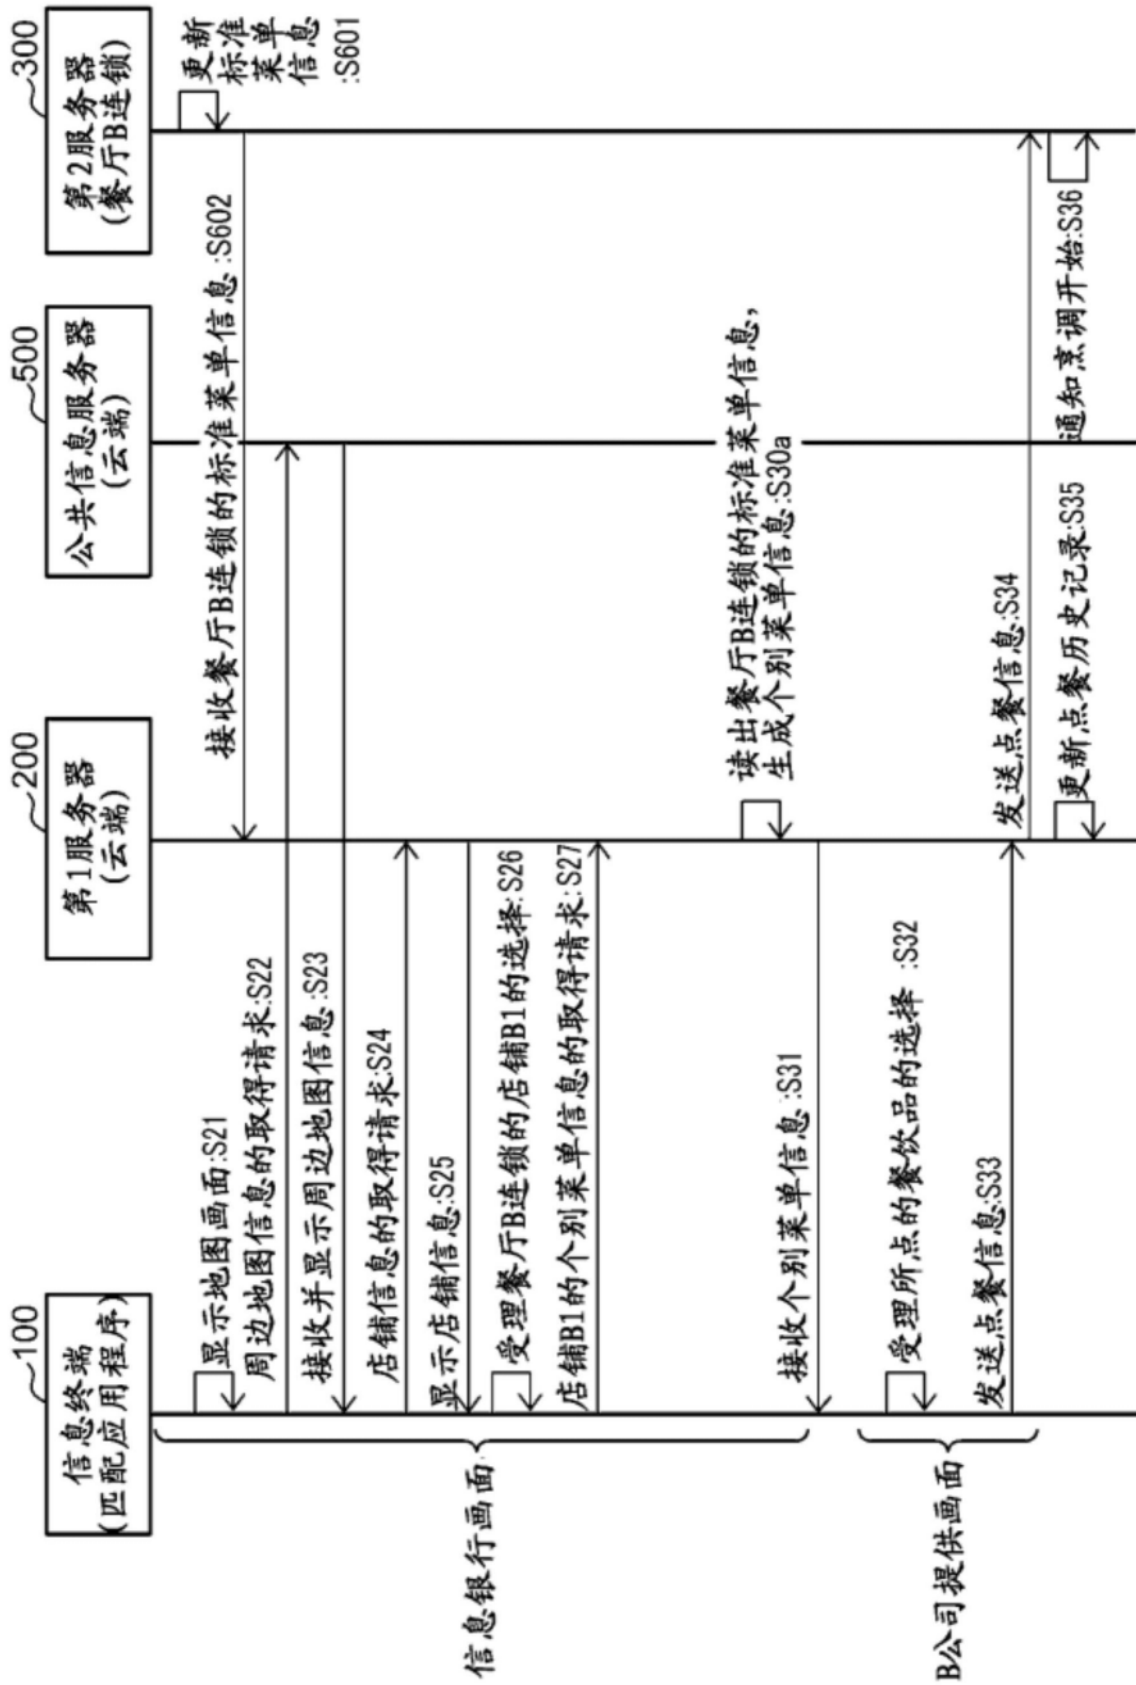 100
信息终端
(匹配应用程序)
200
第1服务器
(云端)
500
公共信息服务器
(云端)
300
第2服务器
(餐厅B连锁)
更新
标准
菜单
信息
:S601
接收餐厅B连锁的标准菜单信息:S602
显示地图画面:S21
周边地图信息的取得请求:S22
接收并显示周边地图信息:S23
店铺信息的取得请求:S24
显示店铺信息:S25
受理餐厅B连锁的店铺B1的选择:S26
店铺B1的个别菜单信息的取得请求:S27
读出餐厅B连锁的标准菜单信息,
生成个别菜单信息:S30a
接收个别菜单信息:S31
受理所点的餐饮品的选择:S32
发送点餐信息:S33
发送点餐信息:S34
更新点餐历史记录:S35
通知烹调开始:S36
信息银行画面
B公司提供画面